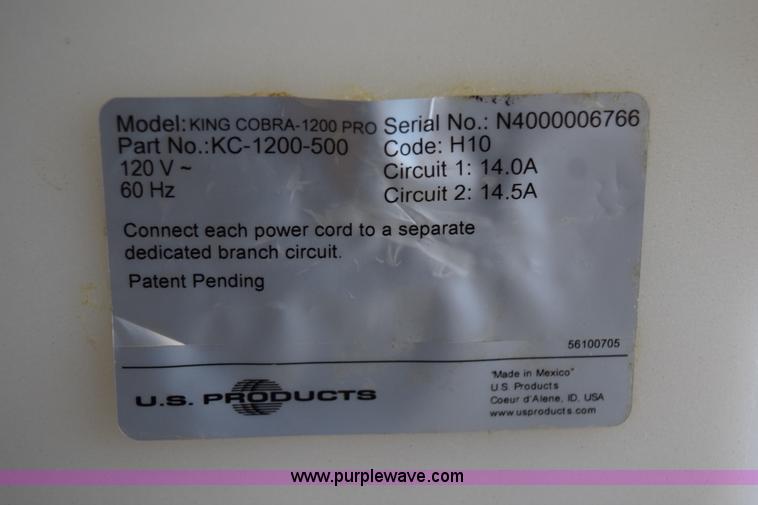 Model: KING COBRA-1200 PRO Serial No.: N4000006766
Part No.:KC-1200-500 Code: H10
120 V ~ Circuit 1: 14.0A
60 Hz Circuit 2: 14.5A
Connect each power cord to a separate
dedicated branch circuit.
Patent Pending
56100705
U.S. PRODUCTS
"Made in Mexico"
U.S. Products
Coeur d'Alene, ID, USA
www.usproducts.com
www.purplewave.com